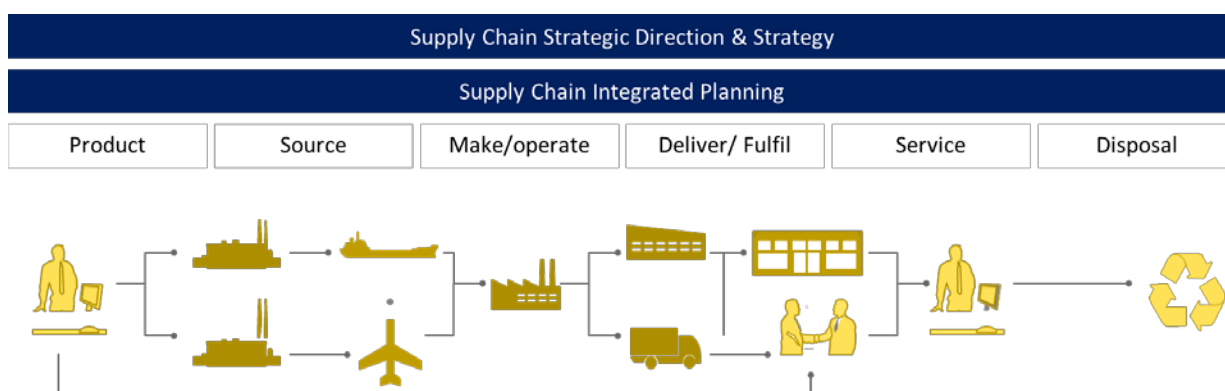 Supply Chain Strategic Direction & Strategy
Supply Chain Integrated Planning
Product Source Make/operate Deliver/ Fulfil Service Disposal